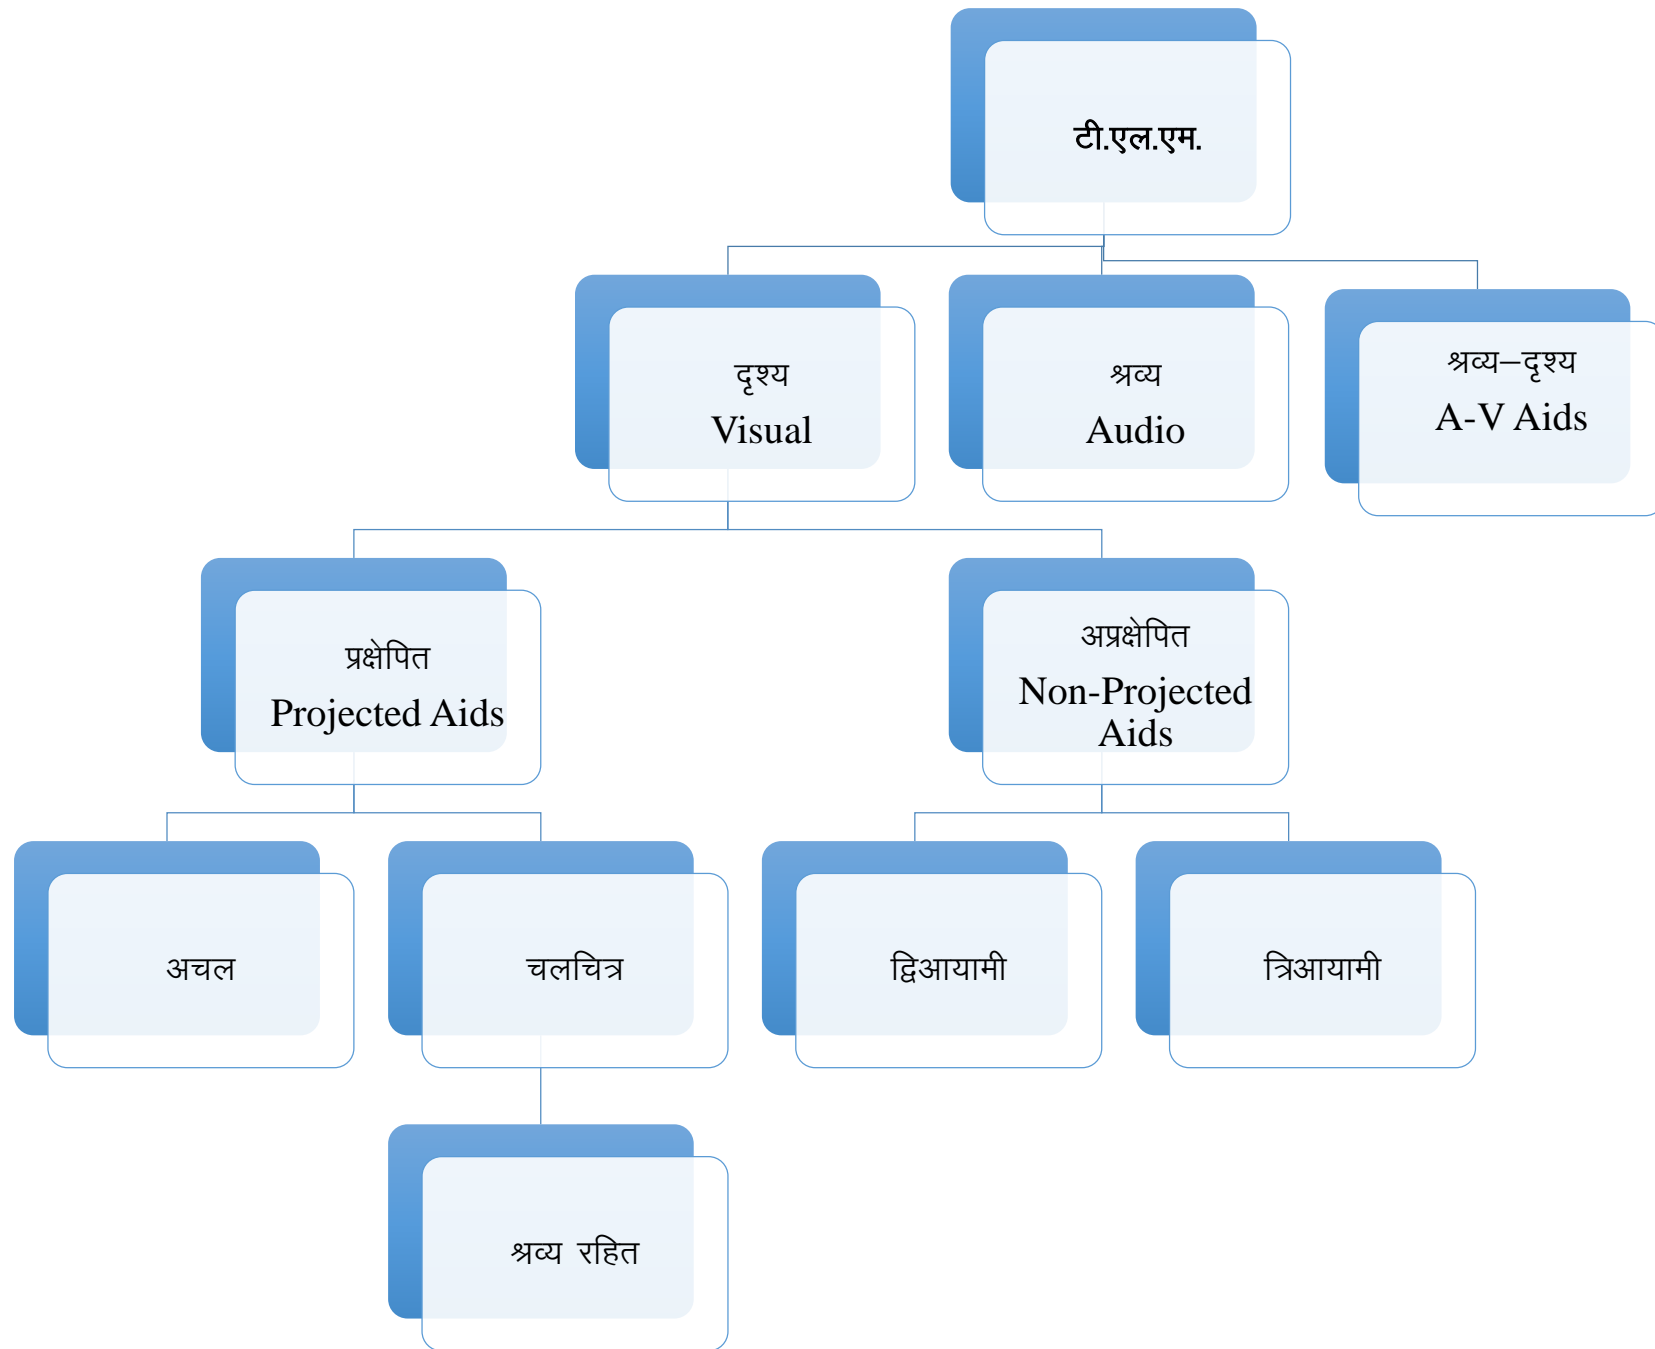 टी.एल.एम.
दृश्य
Visual
श्रव्य
Audio
श्रव्य–दृश्य
A-V Aids
प्रक्षेपित
Projected Aids
अप्रक्षेपित
Non-Projected
Aids
अचल
चलचित्र
द्विआयामी
त्रिआयामी
श्रव्य रहित